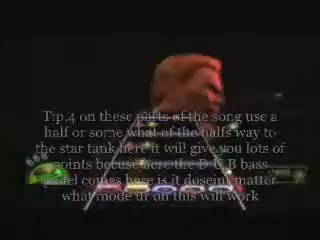 Tip.4 on these parts of the song use a
half or some what of the halfs way to
the star tank here it will give you lots of
points becuse here the D U B bass
pedel comes here is it doseint matter
what mode ur on this will work